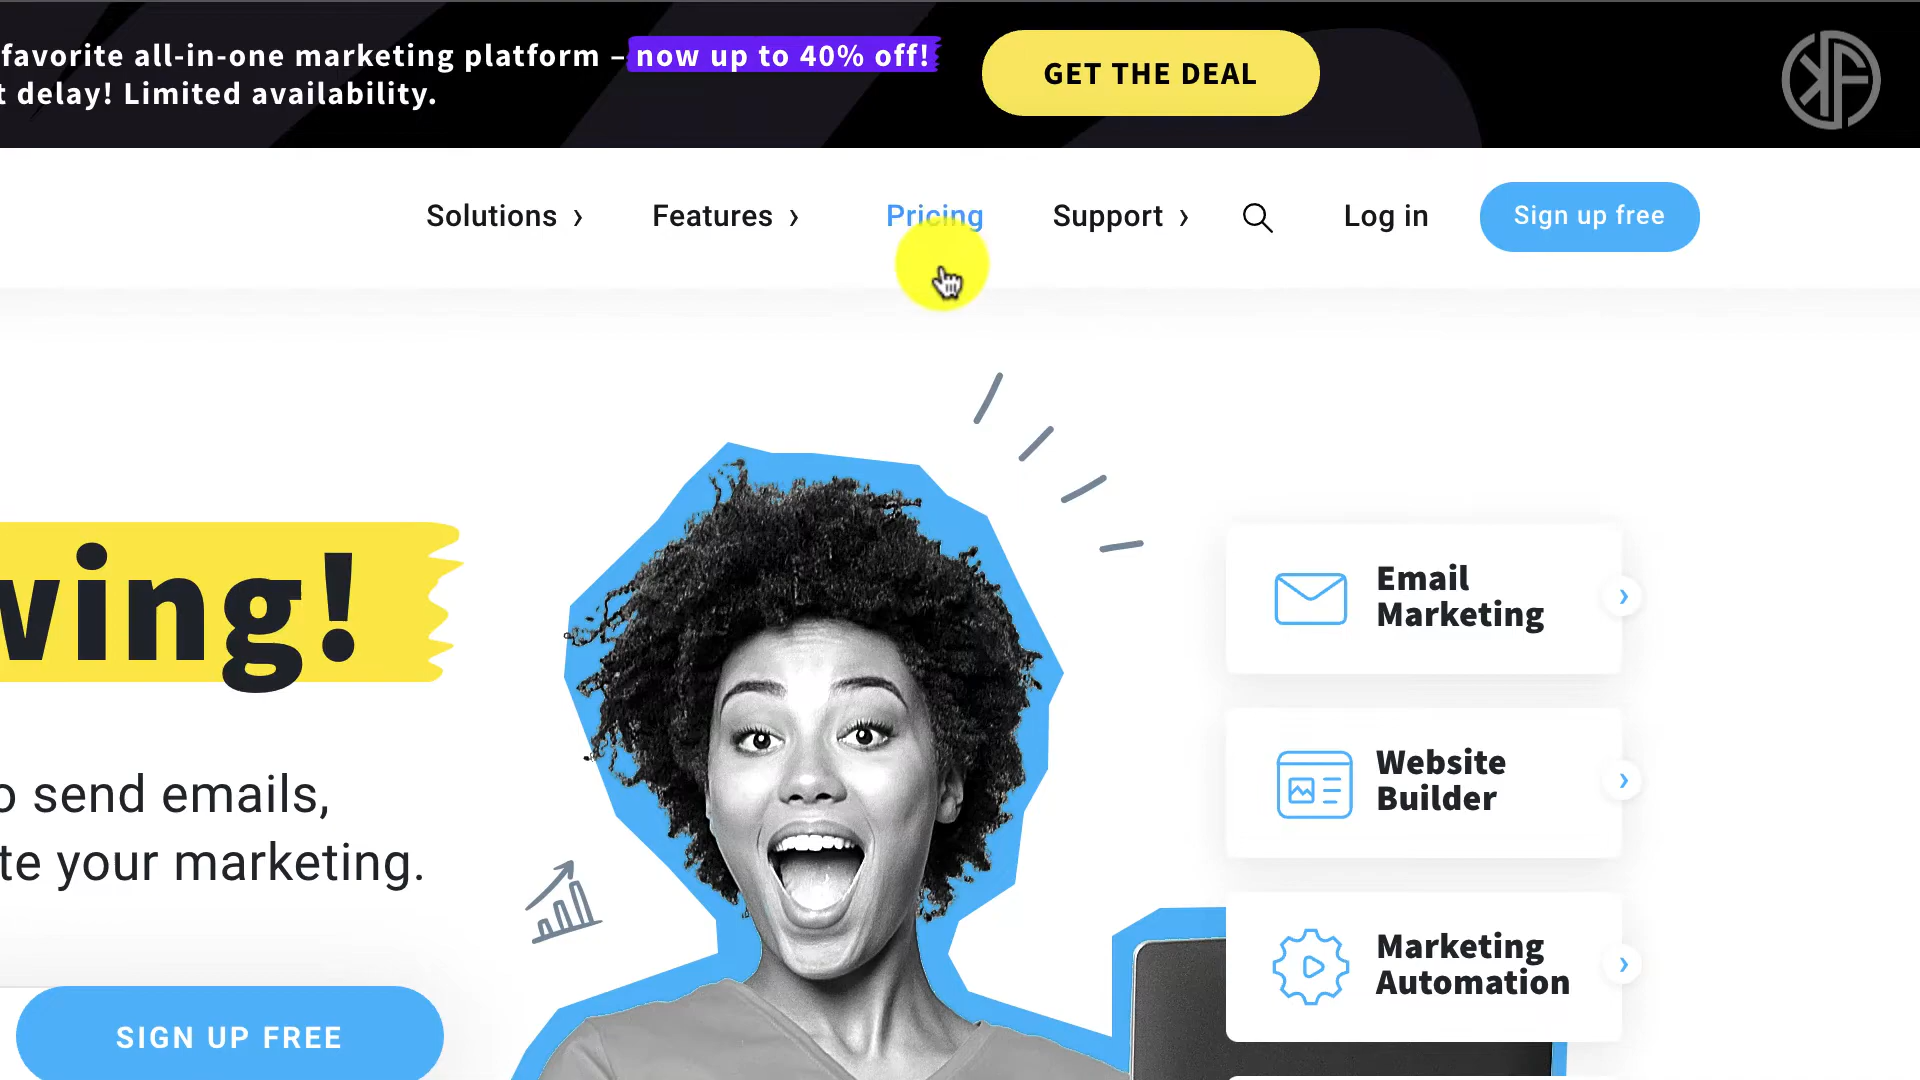 favorite all-in-one marketing platform – now up to 40% off!
t delay! Limited availability.
GET THE DEAL
Solutions ›
Features ›
Pricing
Support ›
Log in
Sign up free
ving!
o send emails,
te your marketing.
SIGN UP FREE
Email
Marketing
Website
Builder
Marketing
Automation